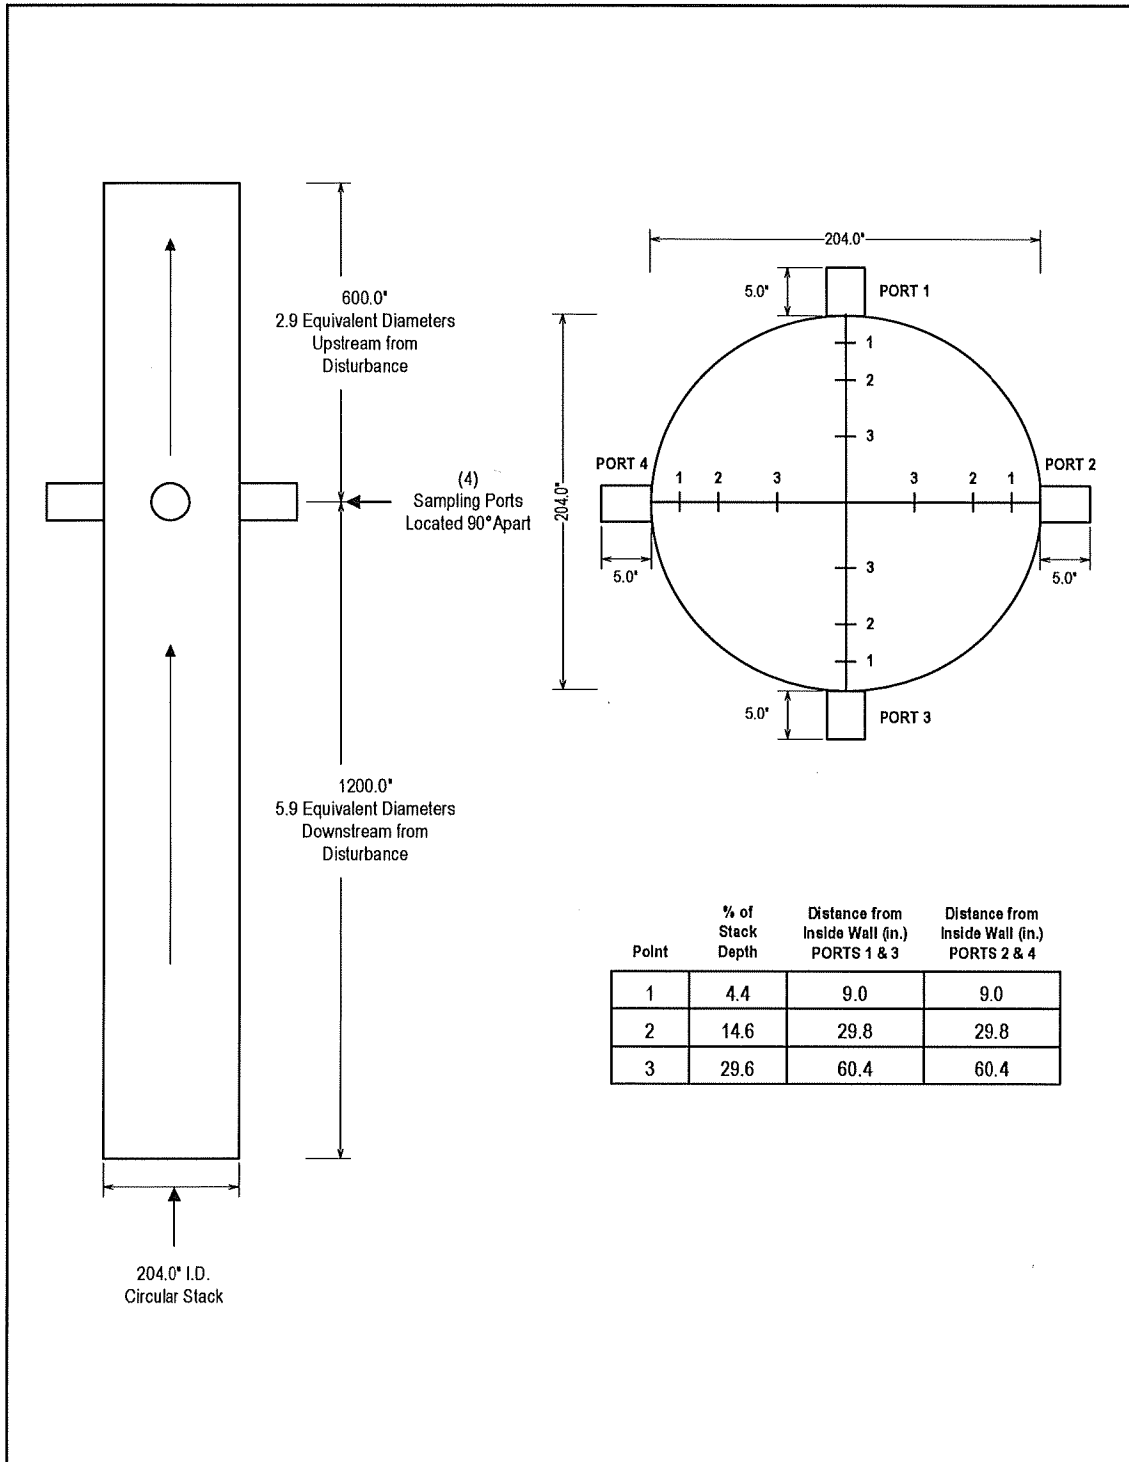 600.0"
2.9 Equivalent Diameters
Upstream from
Disturbance
(4)
Sampling Ports
Located 90° Apart
1200.0"
5.9 Equivalent Diameters
Downstream from
Disturbance
204.0" I.D.
Circular Stack
204.0"
5.0"
PORT 1
1
2
3
204.0"
PORT 4
1 2 3 3 2 1
PORT 2
5.0"
5.0"
3
2
1
5.0"
PORT 3
Point
% of
Stack
Depth
Distance from
Inside Wall (in.)
PORTS 1 & 3
Distance from
Inside Wall (in.)
PORTS 2 & 4
1 4.4 9.0 9.0
2 14.6 29.8 29.8
3 29.6 60.4 60.4